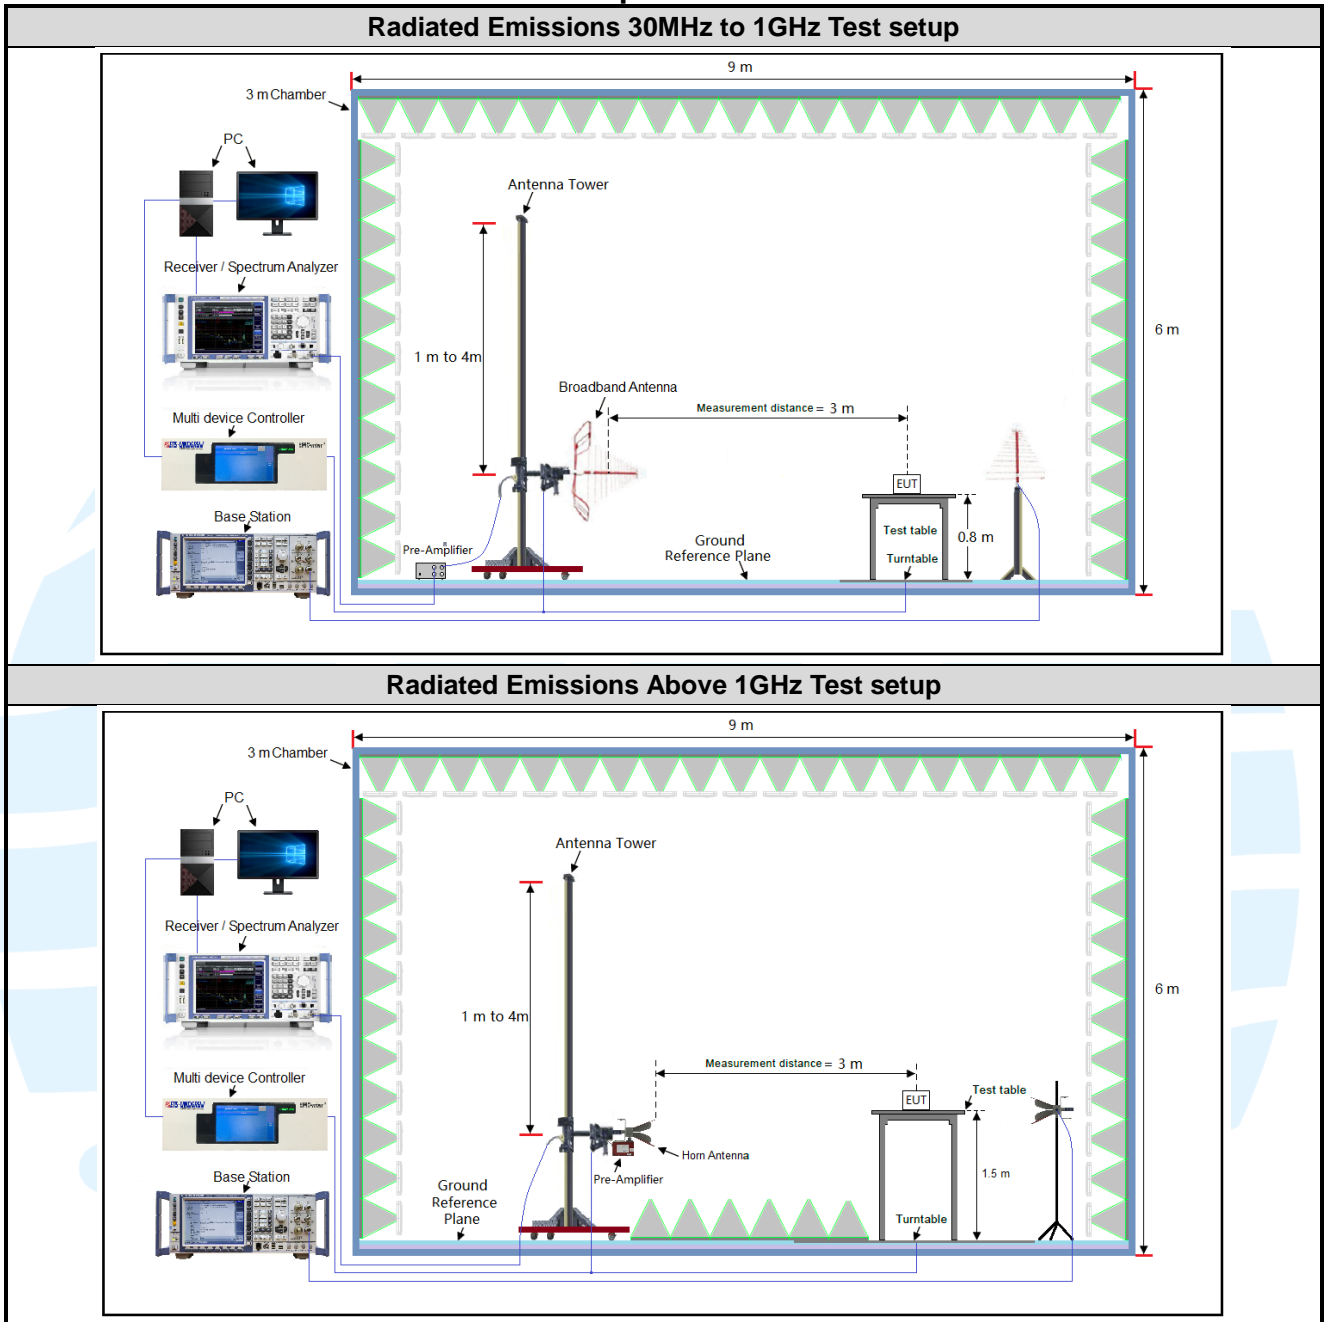 Radiated Emissions 30MHz to 1GHz Test setup
9 m
3 m Chamber
PC
Antenna Tower
Receiver / Spectrum Analyzer
6 m
1 m to 4m
Broadband Antenna
Measurement distance = 3 m
Multi device Controller
EUT
Base Station
Test table
0.8 m
Ground
Reference Plane
Pre-Amplifier
Turntable
Radiated Emissions Above 1GHz Test setup
9 m
3 m Chamber
PC
Antenna Tower
Receiver / Spectrum Analyzer
6 m
1 m to 4m
Measurement distance = 3 m
Multi device Controller
EUT
Test table
Horn Antenna
Pre-Amplifier
1.5 m
Base Station
Ground
Reference
Plane
Turntable